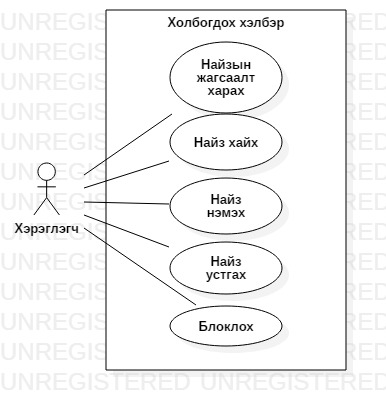 Холбогдох хэлбэр
Найзын
жагсаалт
харах
Найз хайх
Найз
нэмэх
Найз
устгах
Блоклох
Хэрэглэгч
UNREGISTERED UNREGISTERED